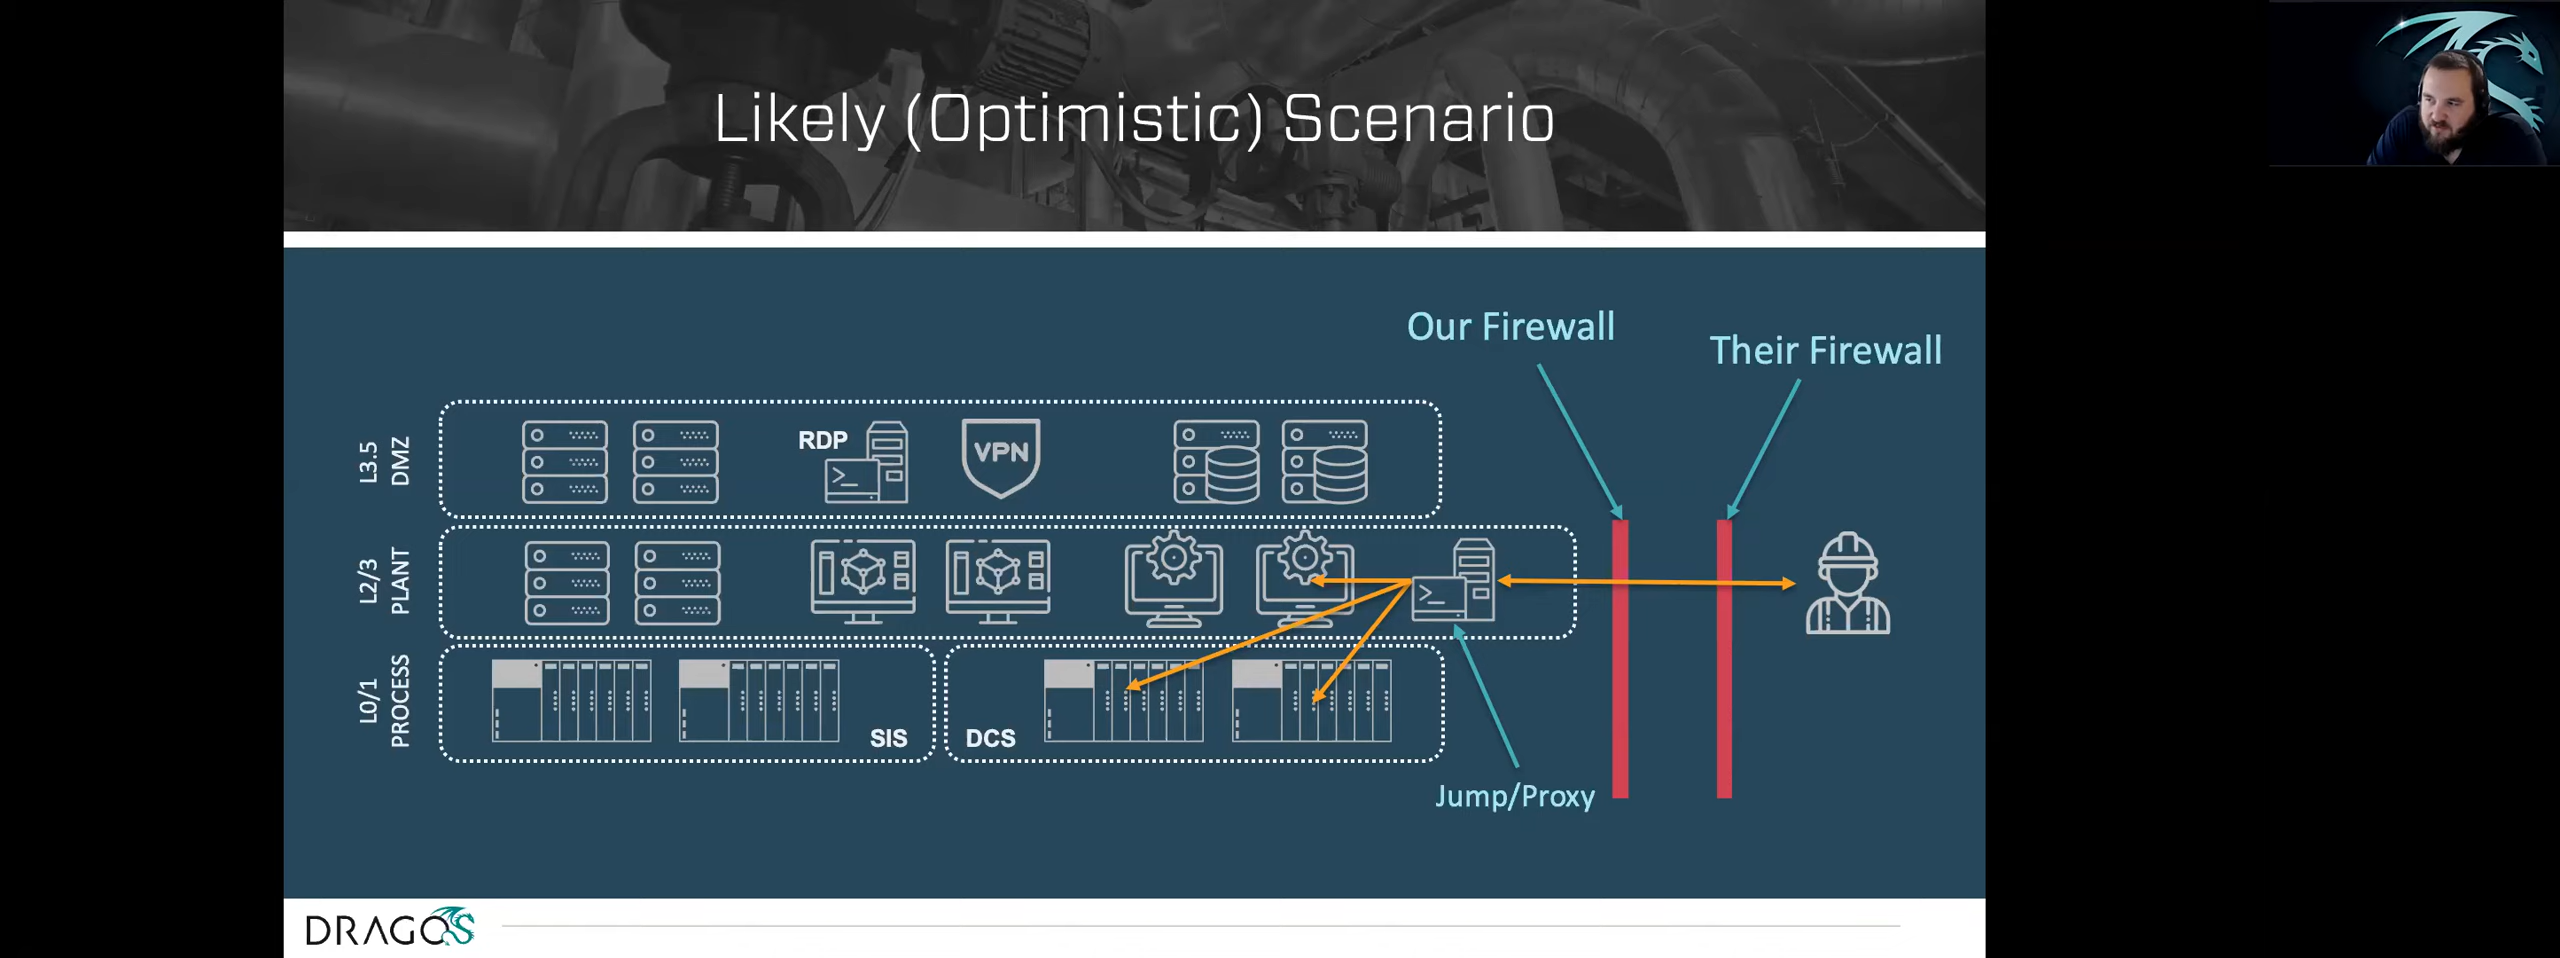 Likely (Optimistic) Scenario
Our Firewall
Their Firewall
L3.5
DMZ
RDP
VPN
L2/3
PLANT
L0/1
PROCESS
SIS
DCS
Jump/Proxy
DRAGOS